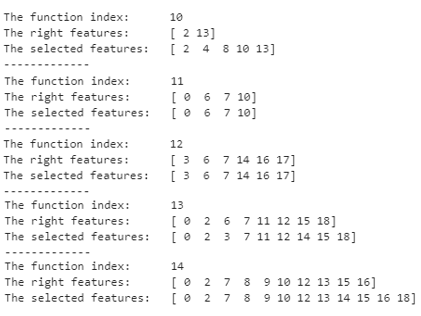 The function index:     10
The right features:     [ 2 13]
The selected features:  [ 2  4  8 10 13]
-------------
The function index:     11
The right features:     [ 0  6  7 10]
The selected features:  [ 0  6  7 10]
-------------
The function index:     12
The right features:     [ 3  6  7 14 16 17]
The selected features:  [ 3  6  7 14 16 17]
-------------
The function index:     13
The right features:     [ 0  2  6  7 11 12 15 18]
The selected features:  [ 0  2  3  7 11 12 14 15 18]
-------------
The function index:     14
The right features:     [ 0  2  7  8  9 10 12 13 15 16]
The selected features:  [ 0  2  7  8  9 10 12 13 14 15 16 18]